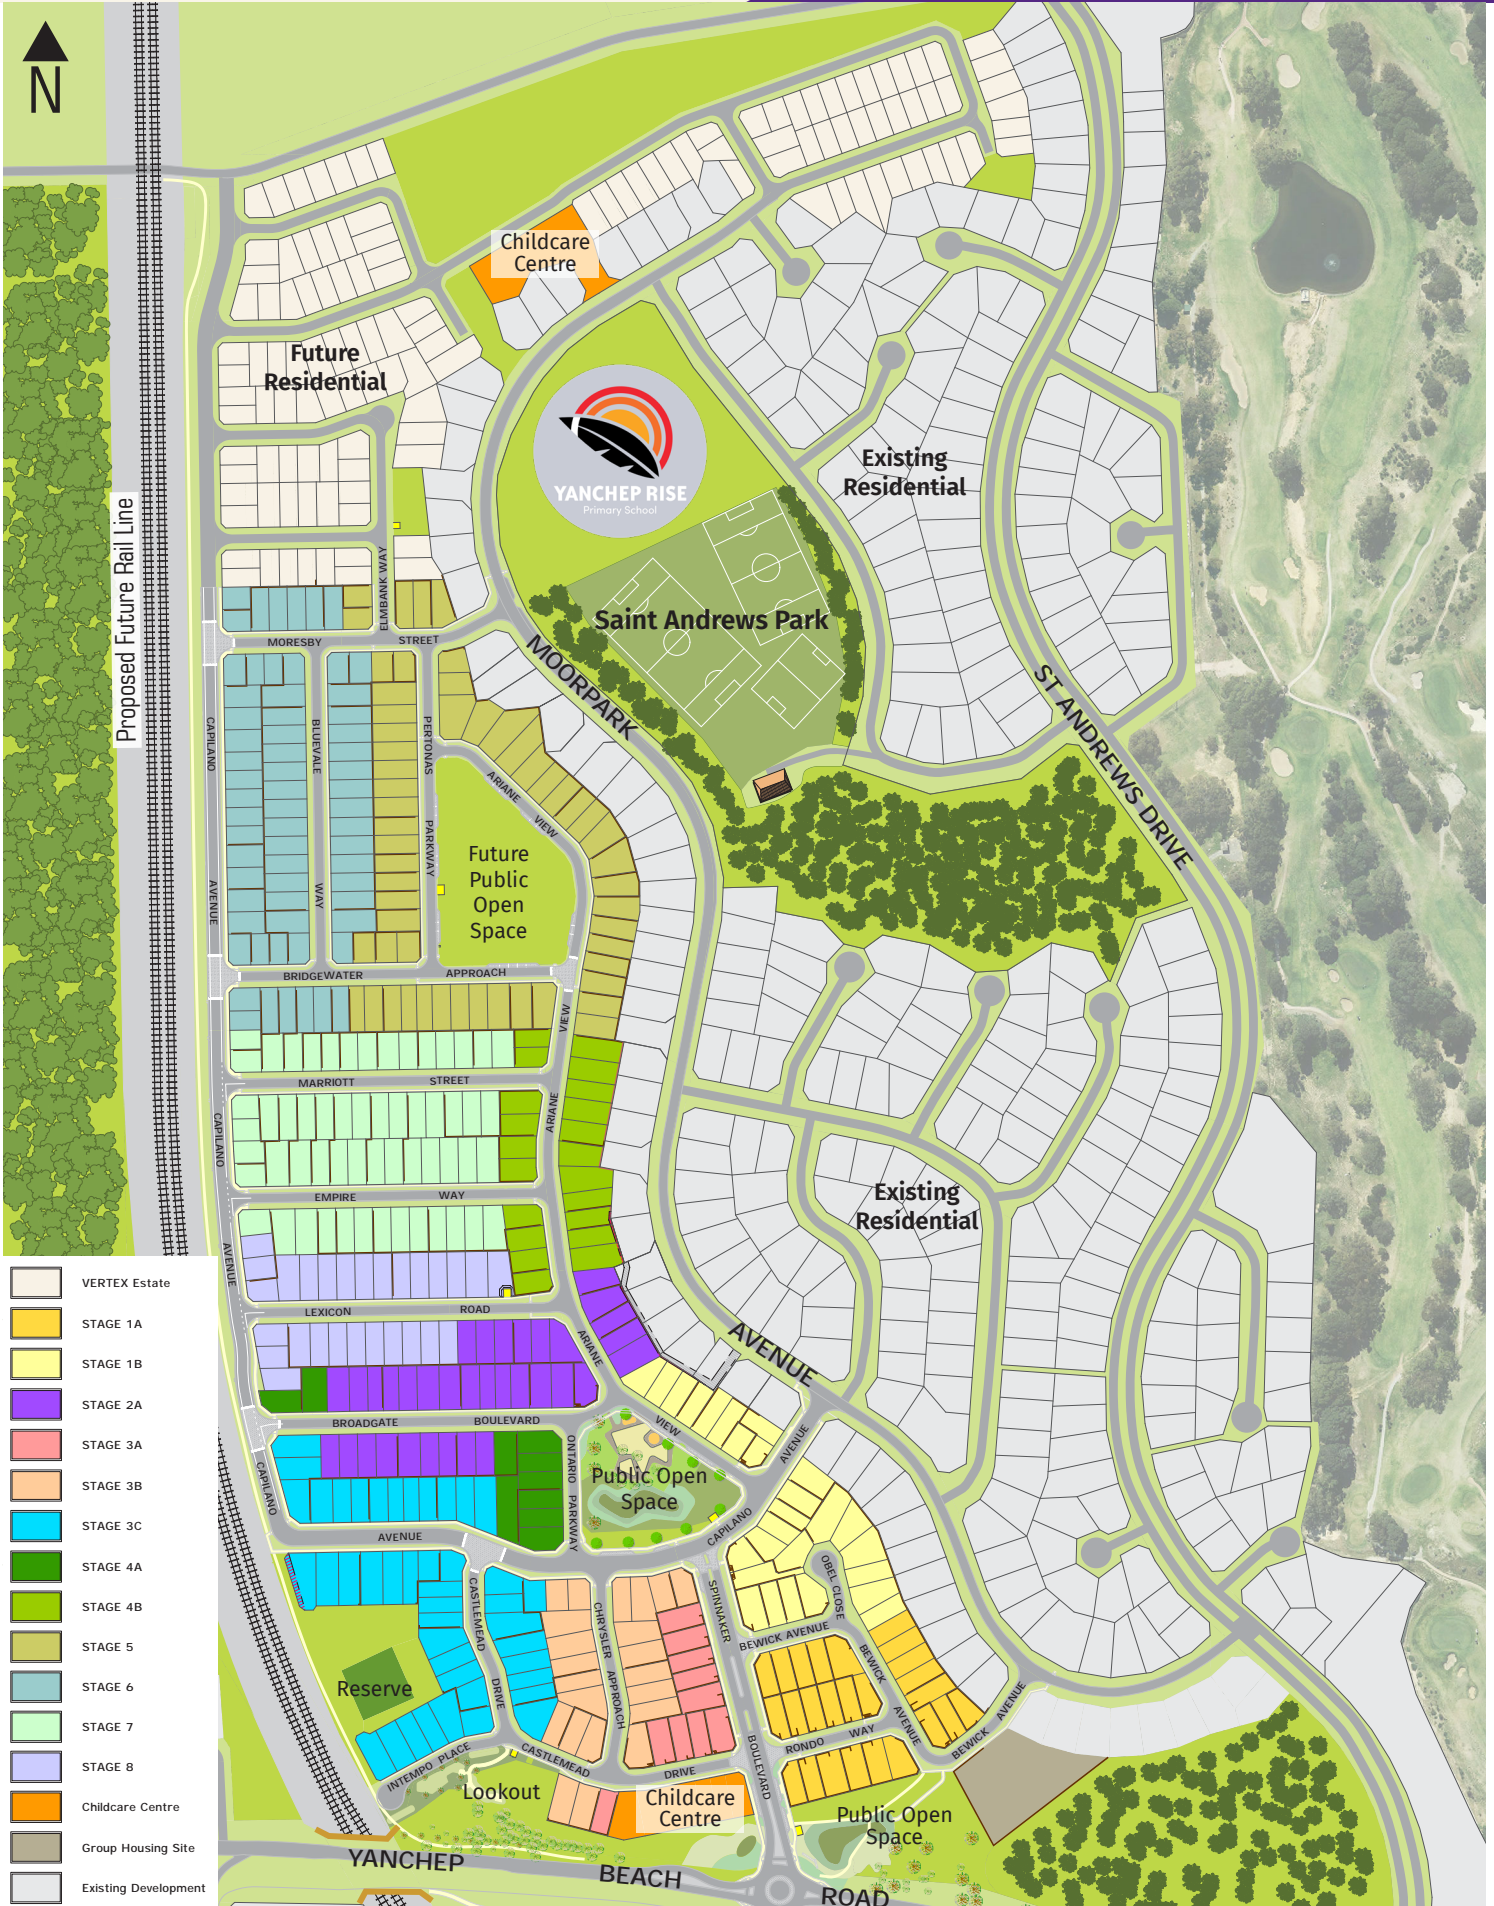 N
Childcare
Centre
Future
Residential
YANCHEP RISE
Primary School
Existing
Residential
Proposed Future Rail Line
ELMBANK WAY
Saint Andrews Park
MORESBY
STREET
MOORPARK
ST ANDREWS DRIVE
CAPILANO
BLUEVALE
PERTONAS
ARIANE
VIEW
PARKWAY
Future
Public
Open
Space
AVENUE
WAY
BRIDGEWATER
APPROACH
VIEW
MARRIOTT
STREET
ARIANE
CAPILANO
EMPIRE
WAY
Existing
Residential
AVENUE
LEXICON
ROAD
ARIANE
AVENUE
BROADGATE
BOULEVARD
VIEW
AVENUE
ONTARIO
PARKWAY
Public Open
Space
CAPILANO
CAPILANO
AVENUE
CASTLEMEAD
DRIVE
CHRYSLER
APPROACH
SPINNAKER
OBEL CLOSE
BEWICK AVENUE
BEWICK
AVENUE
Reserve
BEWICK
AVENUE
RONDO
WAY
BOULEVARD
INTEMPO PLACE
CASTLEMEAD
DRIVE
Lookout
Childcare
Centre
Public Open
Space
YANCHEP
BEACH
ROAD
VERTEX Estate
STAGE 1A
STAGE 1B
STAGE 2A
STAGE 3A
STAGE 3B
STAGE 3C
STAGE 4A
STAGE 4B
STAGE 5
STAGE 6
STAGE 7
STAGE 8
Childcare Centre
Group Housing Site
Existing Development